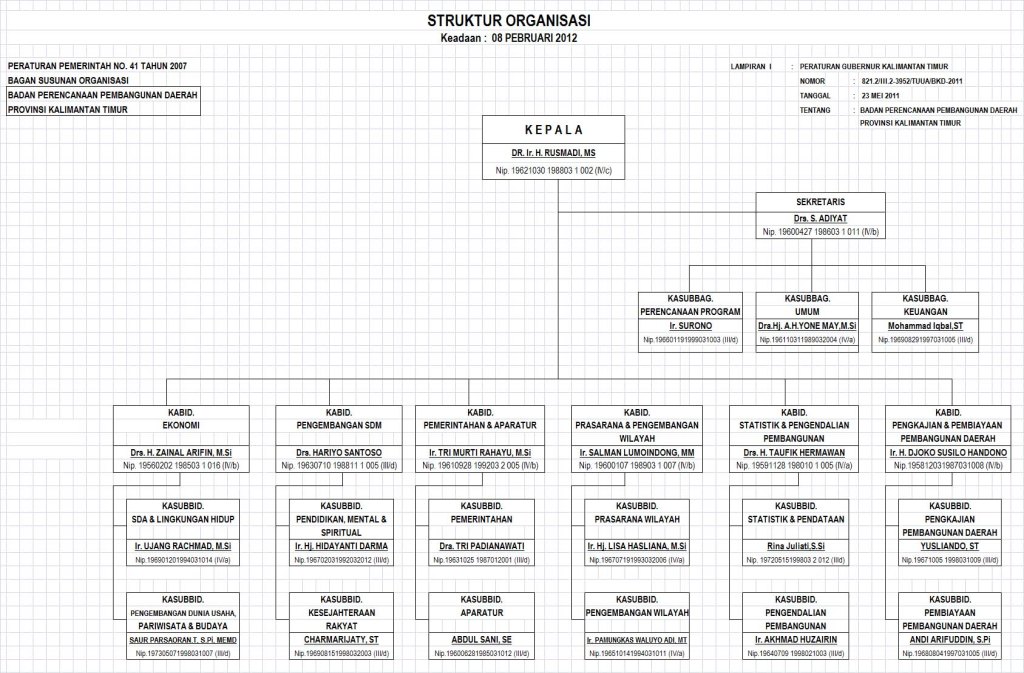 STRUKTUR ORGANISASI
Keadaan : 08 PEBRUARI 2012
PERATURAN PEMERINTAH NO. 41 TAHUN 2007
BAGAN SUSUNAN ORGANISASI
BADAN PERENCANAAN PEMBANGUNAN DAERAH
PROVINSI KALIMANTAN TIMUR
LAMPIRAN I : PERATURAN GUBERNUR KALIMANTAN TIMUR
NOMOR : 821.2/III.2-3952/TUUA/BKD-2011
TANGGAL : 23 MEI 2011
TENTANG : BADAN PERENCANAAN PEMBANGUNAN DAERAH
PROVINSI KALIMANTAN TIMUR
KEPALA
DR. Ir. H. RUSMADI, MS
Nip. 19621030 198803 1 002 (IV/c)
SEKRETARIS
Drs. S. ADIYAT
Nip. 19600427 198603 1 011 (IV/b)
KASUBBAG.
PERENCANAAN PROGRAM
Ir. SURONO
Nip.196601191999031003 (III/d)
KASUBBAG.
UMUM
Dra.Hj. A.H.YONE MAY,M.Si
Nip.196110311989032004 (IV/a)
KASUBBAG.
KEUANGAN
Mohammad Iqbal,ST
Nip.196908291997031005 (III/d)
KABID.
EKONOMI
Drs. H. ZAINAL ARIFIN, M.Si
Nip. 19560202 198503 1 016 (IV/b)
KABID.
PENGEMBANGAN SDM
Drs. HARIYO SANTOSO
Nip. 19630710 198811 1 005 (III/d)
KABID.
PEMERINTAHAN & APARATUR
Ir. TRI MURTI RAHAYU, M.Si
Nip. 19610928 199203 2 005 (IV/b)
KABID.
PRASARANA & PENGEMBANGAN
WILAYAH
Ir. SALMAN LUMOINDONG, MM
Nip. 19600107 198903 1 007 (IV/b)
KABID.
STATISTIK & PENGENDALIAN
PEMBANGUNAN
Drs. H. TAUFIK HERMAWAN
Nip. 19591128 198010 1 005 (IV/a)
KABID.
PENGKAJIAN & PEMBIAYAAN
PEMBANGUNAN DAERAH
Ir. H. DJOKO SUSILO HANDONO
Nip. 195812031987031008 (IV/b)
KASUBBID.
SDA & LINGKUNGAN HIDUP
Ir. UJANG RACHMAD, M.Si
Nip.196901201994031014 (IV/a)
KASUBBID.
PENDIDIKAN, MENTAL &
SPIRITUAL
Ir. Hj. HIDAYANTI DARMA
Nip.196702031992032012 (III/d)
KASUBBID.
PEMERINTAHAN
Dra. TRI PADIANAWATI
Nip.19631025 1987012001 (III/d)
KASUBBID.
PRASARANA WILAYAH
Ir. Hj. LISA HASLIANA, M.Si
Nip.196707191993032006 (IV/a)
KASUBBID.
STATISTIK & PENDATAAN
Rina Juliati,S.Si
Nip.19720515199803 2 012 (III/d)
KASUBBID.
PENGKAJIAN
PEMBANGUNAN DAERAH
YUSLIANDO, ST
Nip.19671005 1998031009 (III/d)
KASUBBID.
PENGEMBANGAN DUNIA USAHA,
PARIWISATA & BUDAYA
SAUR PARSAORAN.T. S.Pi, MEMD
Nip.197305071998031007 (III/d)
KASUBBID.
KESEJAHTERAAN
RAKYAT
CHARMARIJATY, ST
Nip.196908151998032003 (III/d)
KASUBBID.
APARATUR
ABDUL SANI, SE
Nip.196006281985031012 (III/d)
KASUBBID.
PENGEMBANGAN WILAYAH
Ir. PAMUNGKAS WALUYO ADI, MT
Nip.196510141994031011 (IV/a)
KASUBBID.
PENGENDALIAN
PEMBANGUNAN
Ir. AKHMAD HUZAIRIN
Nip.19640709 1998021003 (III/d)
KASUBBID.
PEMBIAYAAN
PEMBANGUNAN DAERAH
ANDI ARIFUDDIN, S.Pi
Nip.196808041997031005 (III/d)